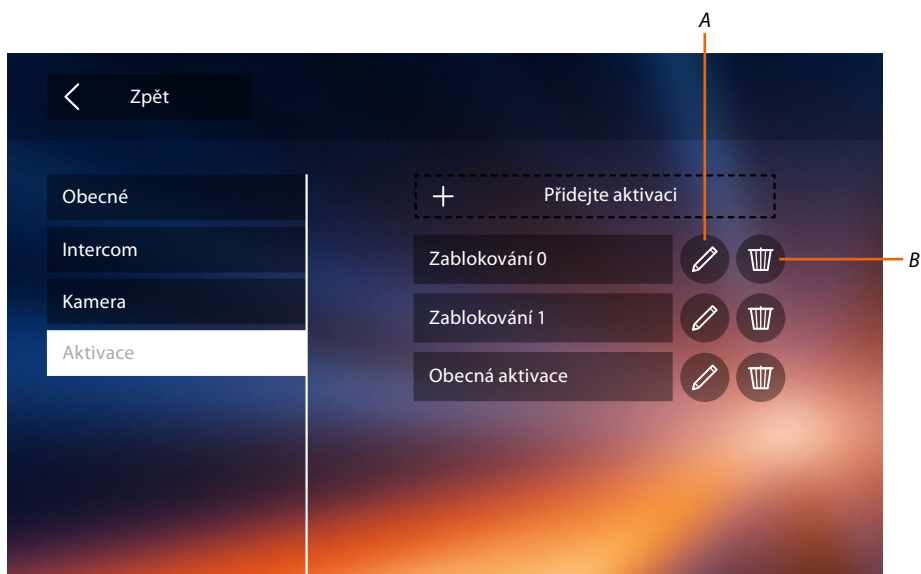 A
Zpět
Obecné
Intercom
Kamera
Aktivace
Přidejte aktivaci
Zablokování 0
B
Zablokování 1
Obecná aktivace